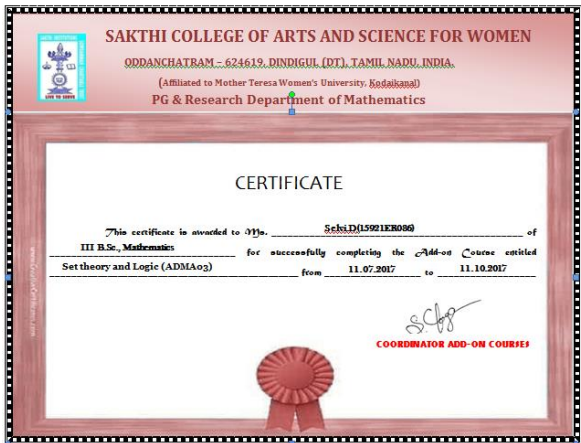 SAKTHI COLLEGE OF ARTS AND SCIENCE FOR WOMEN
ODDANCHATRAM – 624619, DINDIGUL (DT), TAMIL NADU, INDIA.
(Affiliated to Mother Teresa Women's University, Kodaikanal)
PG & Research Department of Mathematics
LIVE TO SERVE
CERTIFICATE
This certificate is awarded to Ms. Selvi.D(15921ER086) of
III B.Sc., Mathematics for successfully completing the Add-on Course entitled
Set theory and Logic (ADMA03) from 11.07.2017 to 11.10.2017
COORDINATOR ADD-ON COURSES